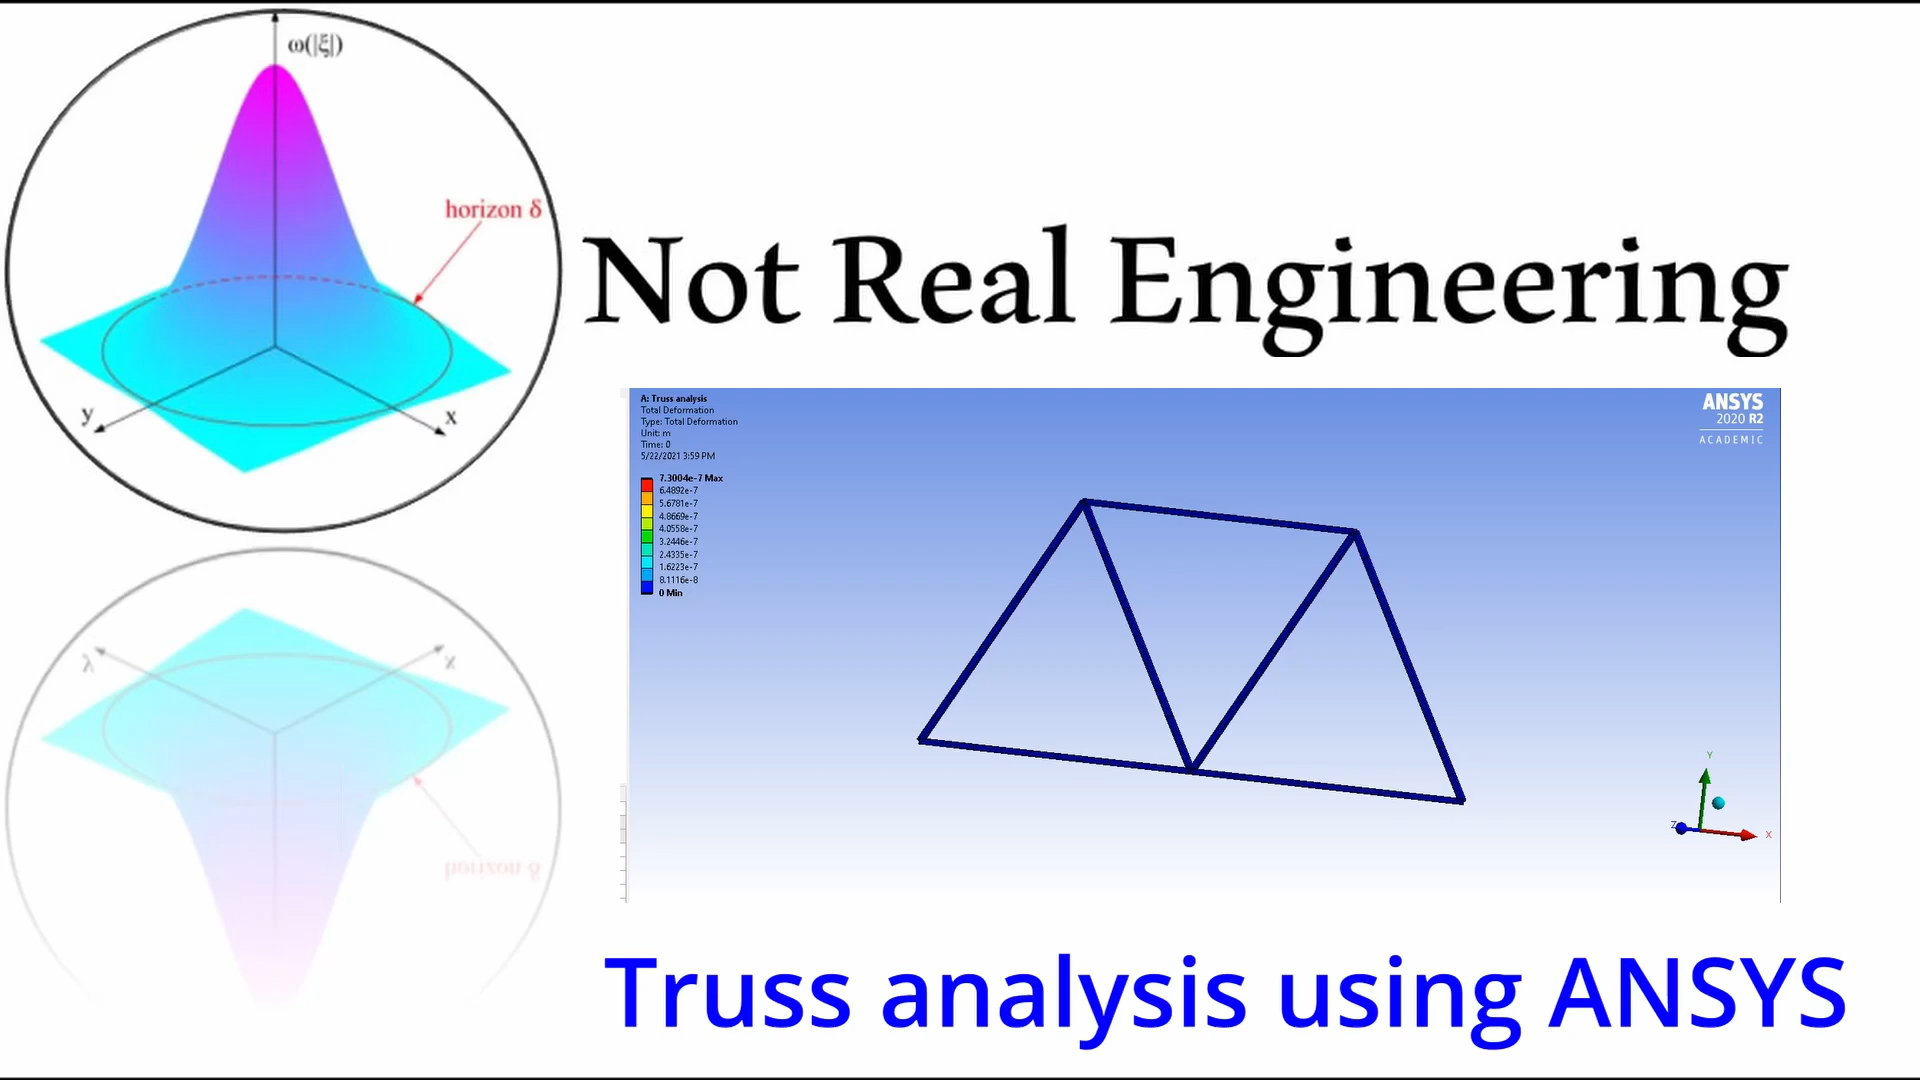 ω(|ξ|)
horizon δ
y
x
Not Real Engineering
A: Truss analysis
Total Deformation
Type: Total Deformation
Unit: m
Time: 0
5/22/2021 3:59 PM
7.3004e-7 Max
6.4892e-7
5.6781e-7
4.8669e-7
4.0558e-7
3.2446e-7
2.4335e-7
1.6223e-7
8.1116e-8
0 Min
ANSYS
2020 R2
ACADEMIC
Y
Z
X
y
x
horizon δ
Truss analysis using ANSYS